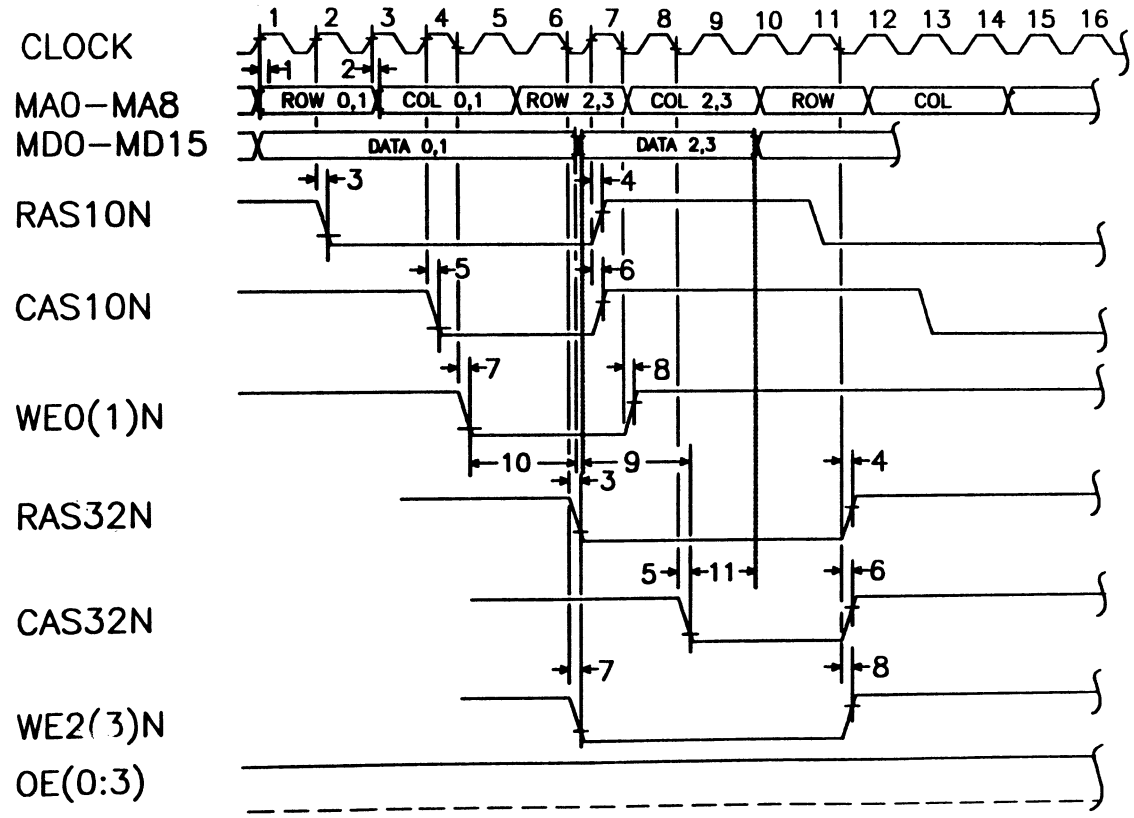 1 2 3 4 5 6 7 8 9 10 11 12 13 14 15 16
CLOCK
1 2
MA0-MA8 ROW 0,1 COL 0,1 ROW 2,3 COL 2,3 ROW COL
MD0-MD15 DATA 0,1 DATA 2,3
3 4
RAS10N
5 6
CAS10N
7 8
WE0(1)N
10 9 4
3
RAS32N
5 11 6
CAS32N
7 8
WE2(3)N
OE(0:3)